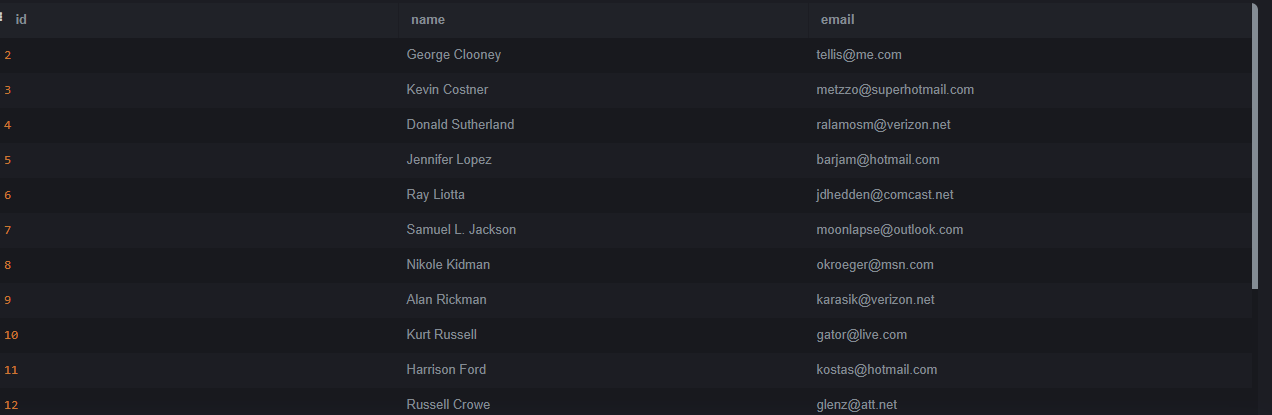 id name email
2 George Clooney tellis@me.com
3 Kevin Costner metzzo@superhotmail.com
4 Donald Sutherland ralamosm@verizon.net
5 Jennifer Lopez barjam@hotmail.com
6 Ray Liotta jdhedden@comcast.net
7 Samuel L. Jackson moonlapse@outlook.com
8 Nikole Kidman okroeger@msn.com
9 Alan Rickman karasik@verizon.net
10 Kurt Russell gator@live.com
11 Harrison Ford kostas@hotmail.com
12 Russell Crowe glenz@att.net